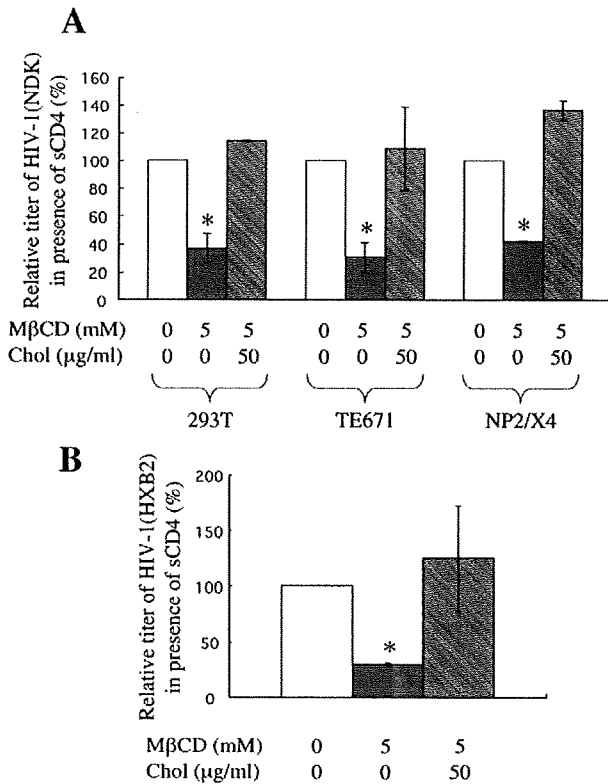 A
Relative titer of HIV-1(NDK)
in presence of sCD4 (%)
160
140
120
100
80
60
40
20
0
* * *
MβCD (mM) 0 5 5 0 5 5 0 5 5
Chol (µg/ml) 0 0 50 0 0 50 0 0 50
293T TE671 NP2/X4
B
Relative titer of HIV-1(HXB2)
in presence of sCD4 (%)
200
150
100
50
0
*
MβCD (mM) 0 5 5
Chol (µg/ml) 0 0 50